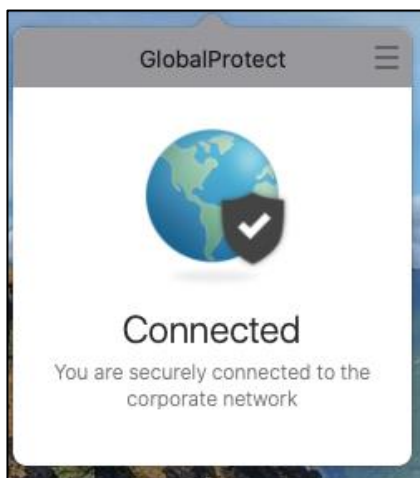 GlobalProtect
Connected
You are securely connected to the
corporate network